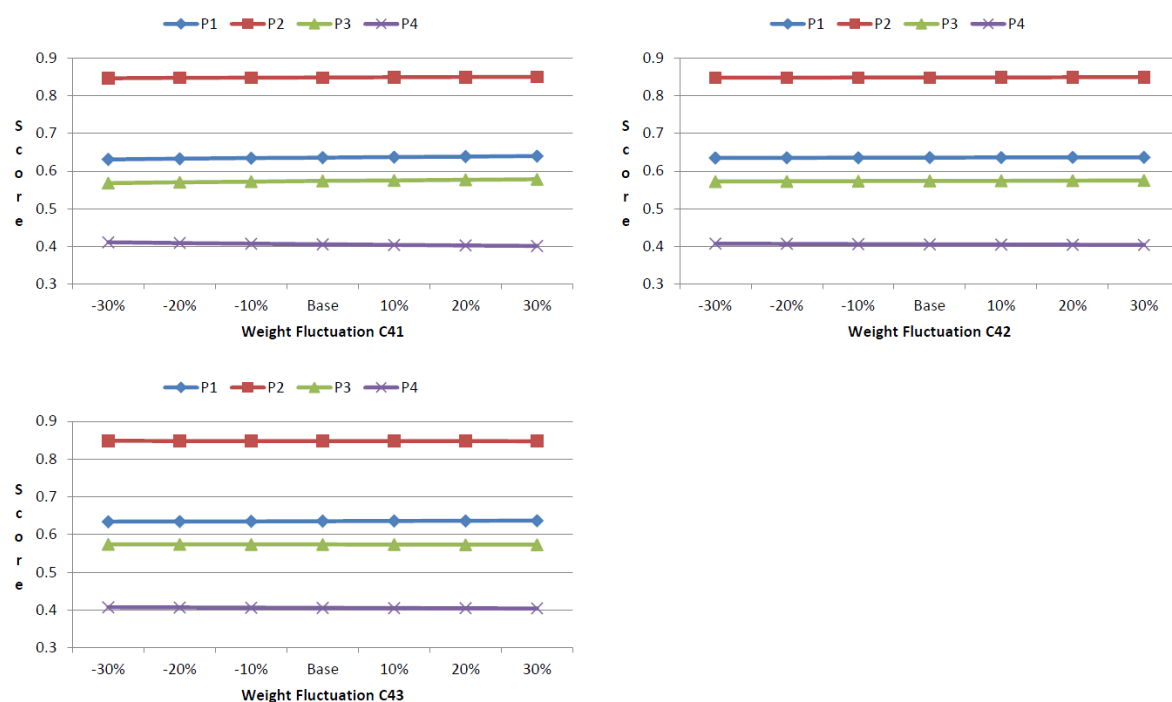 P1 P2 P3 P4
0.9
0.8
0.7
0.6
0.5
0.4
0.3
Score
-30% -20% -10% Base 10% 20% 30%
Weight Fluctuation C41
P1 P2 P3 P4
0.9
0.8
0.7
0.6
0.5
0.4
0.3
Score
-30% -20% -10% Base 10% 20% 30%
Weight Fluctuation C42
P1 P2 P3 P4
0.9
0.8
0.7
0.6
0.5
0.4
0.3
Score
-30% -20% -10% Base 10% 20% 30%
Weight Fluctuation C43